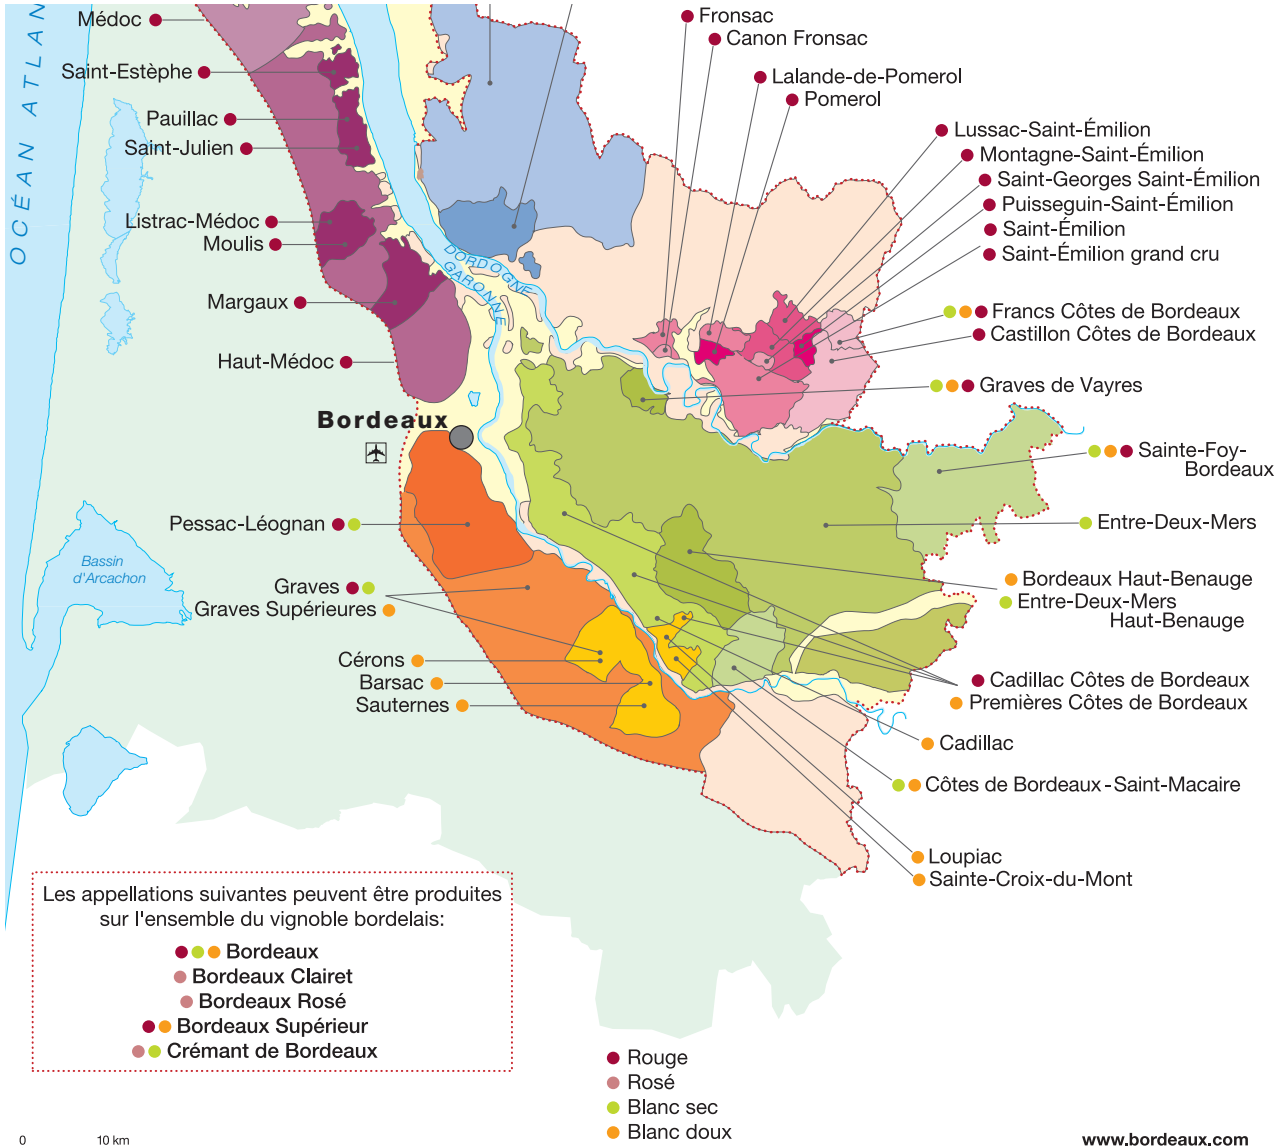 OCÉAN ATLAN
Médoc
Saint-Estèphe
Pauillac
Saint-Julien
Listrac-Médoc
Moulis
Margaux
Haut-Médoc
Bordeaux
Pessac-Léognan
Graves
Graves Supérieures
Cérons
Barsac
Sauternes
Bassin
d'Arcachon
DORDOGNE
GARONNE
Fronsac
Canon Fronsac
Lalande-de-Pomerol
Pomerol
Lussac-Saint-Émilion
Montagne-Saint-Émilion
Saint-Georges Saint-Émilion
Puisseguin-Saint-Émilion
Saint-Émilion
Saint-Émilion grand cru
Francs Côtes de Bordeaux
Castillon Côtes de Bordeaux
Graves de Vayres
Sainte-Foy-
Bordeaux
Entre-Deux-Mers
Bordeaux Haut-Benauge
Entre-Deux-Mers
Haut-Benauge
Cadillac Côtes de Bordeaux
Premières Côtes de Bordeaux
Cadillac
Côtes de Bordeaux - Saint-Macaire
Loupiac
Sainte-Croix-du-Mont
Les appellations suivantes peuvent être produites
sur l'ensemble du vignoble bordelais:
Bordeaux
Bordeaux Clairet
Bordeaux Rosé
Bordeaux Supérieur
Crémant de Bordeaux
Rouge
Rosé
Blanc sec
Blanc doux
0 10 km
www.bordeaux.com